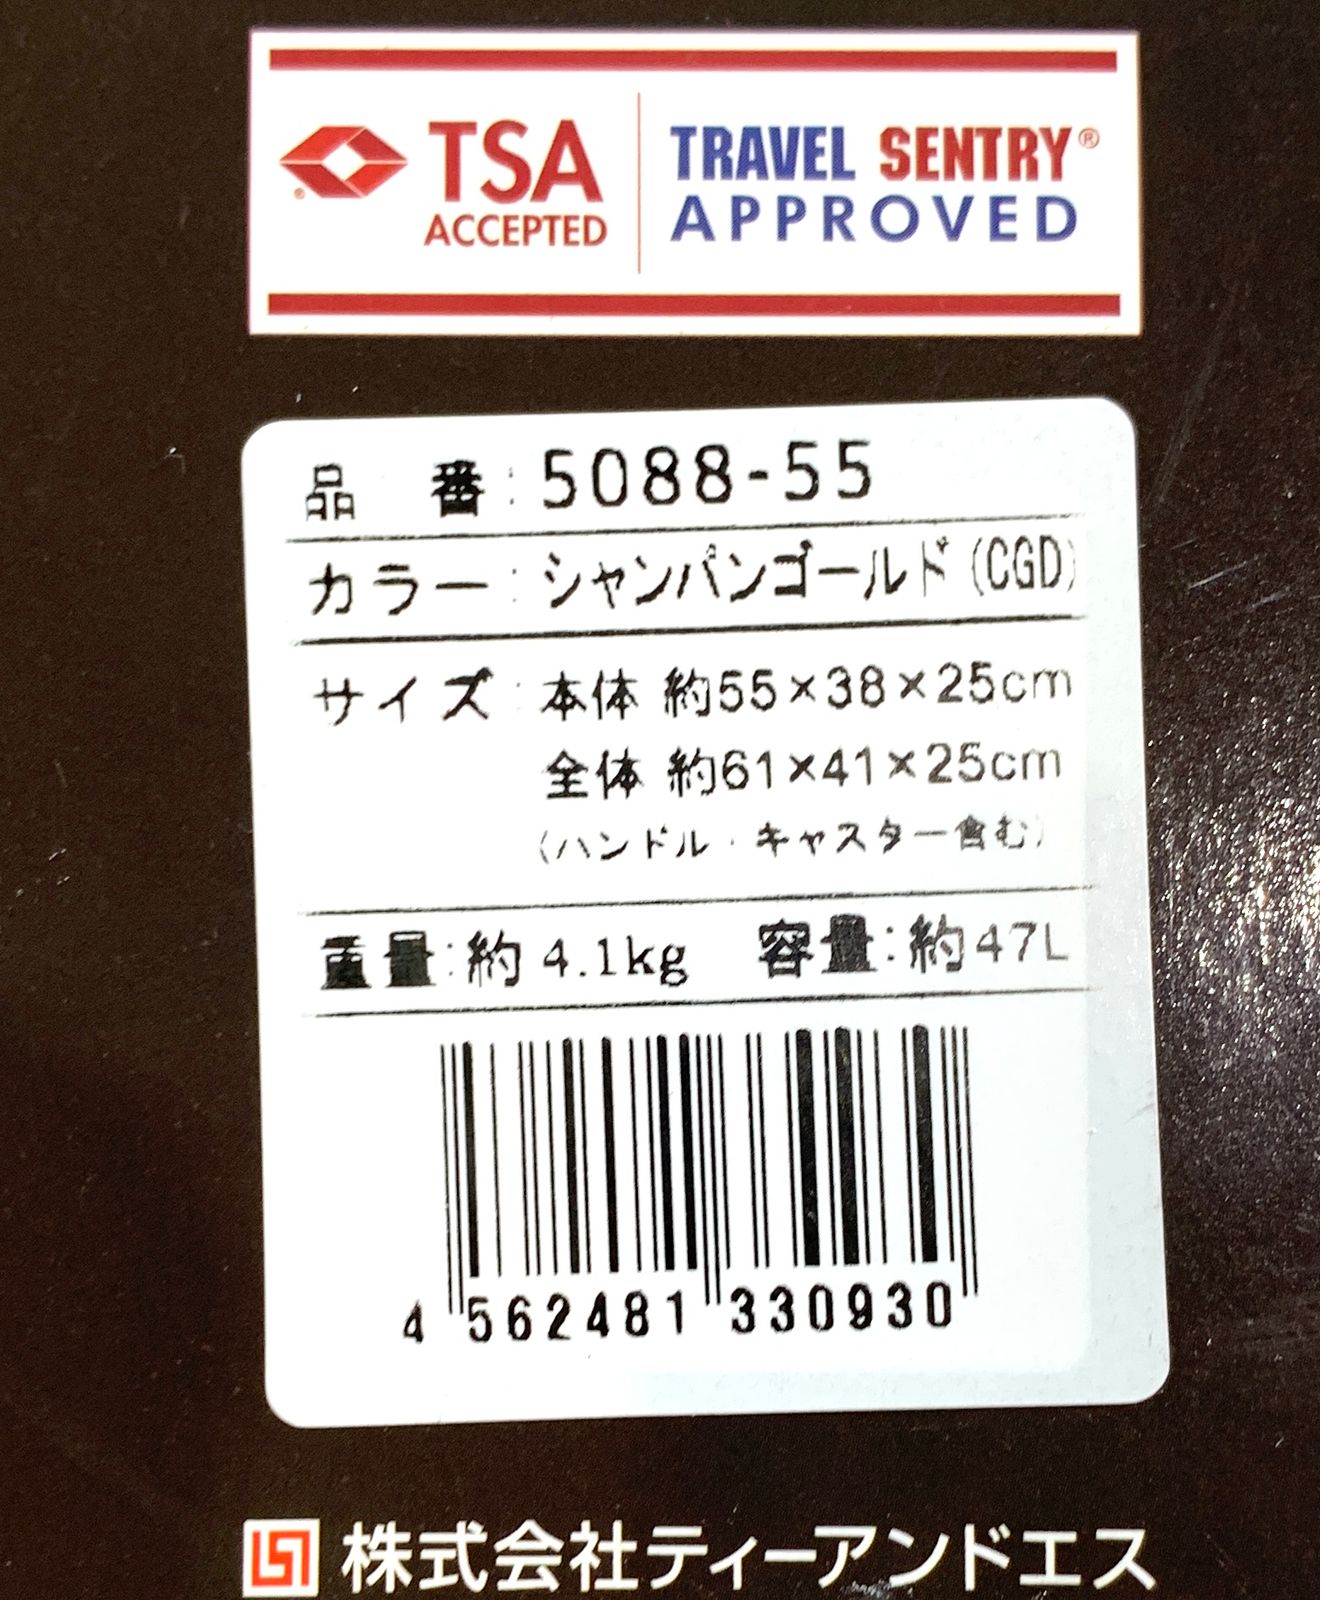 TSA
ACCEPTED
TRAVEL SENTRY®
APPROVED
品 番:5088-55
カラー:シャンパンゴールド(CGD)
サイズ:本体 約55×38×25cm
全体 約61×41×25cm
(ハンドル・キャスター含む)
重量:約4.1kg 容量:約47L
4 562481 330930
株式会社ティーアンドエス